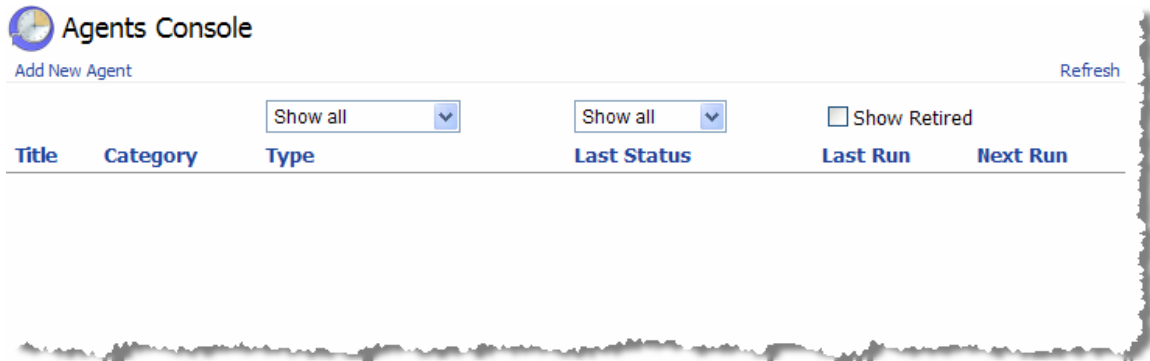 Agents Console
Add New Agent Refresh
Show all Show all Show Retired
Title Category Type Last Status Last Run Next Run